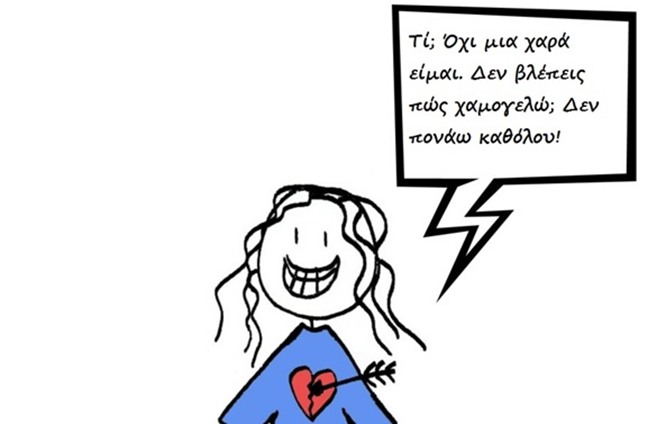 Τί; Όχι μια χαρά
είμαι. Δεν βλέπεις
πώς χαμογελώ; Δεν
πονάω καθόλου!